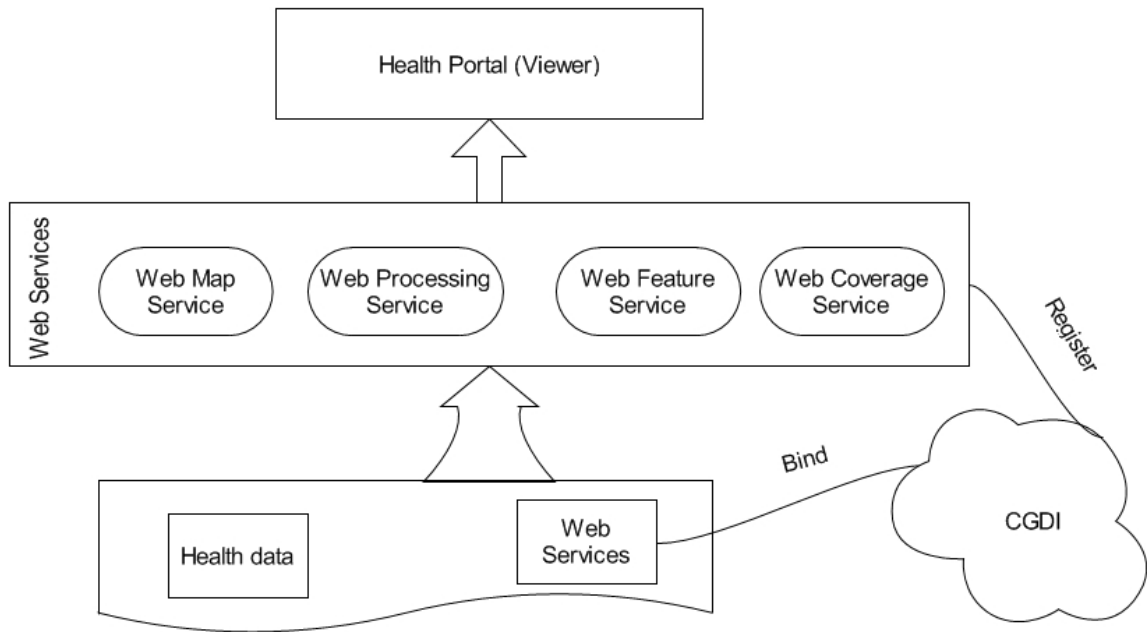 Health Portal (Viewer)
Web Services
Web Map
Service
Web Processing
Service
Web Feature
Service
Web Coverage
Service
Register
Bind
CGDI
Health data
Web
Services